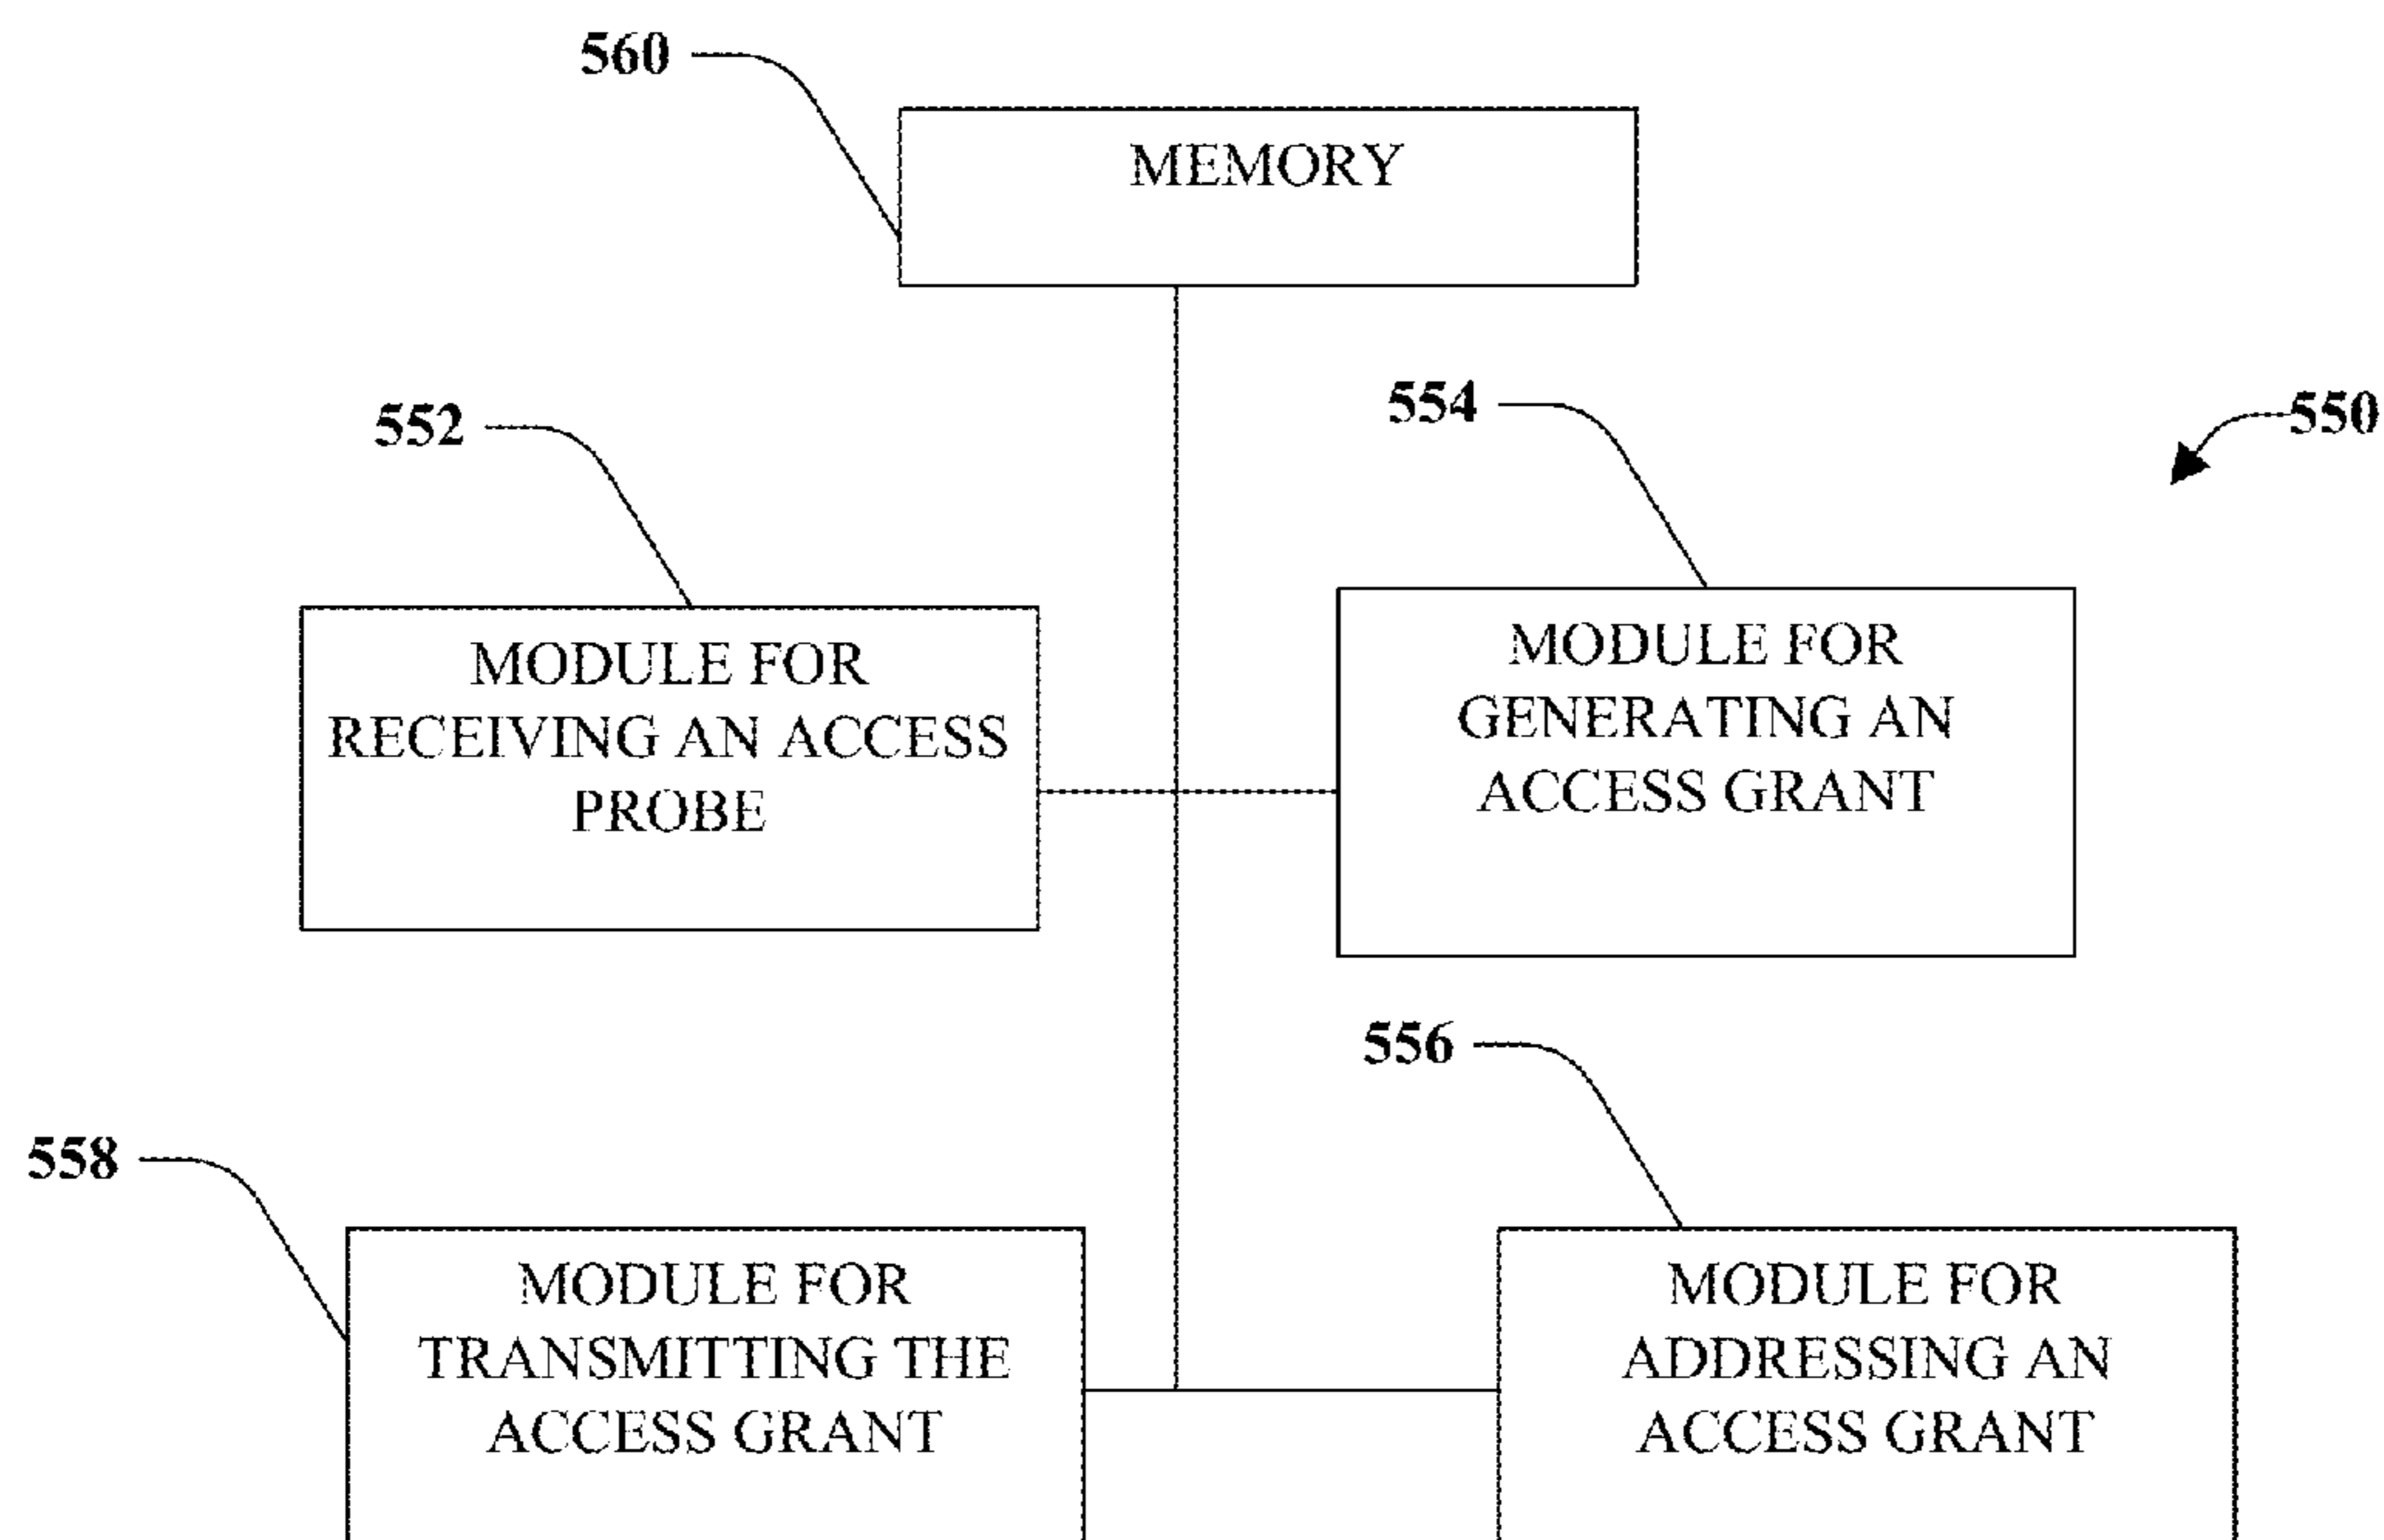 560
MEMORY
552
554
550
MODULE FOR
RECEIVING AN ACCESS
PROBE
MODULE FOR
GENERATING AN
ACCESS GRANT
556
558
MODULE FOR
TRANSMITTING THE
ACCESS GRANT
MODULE FOR
ADDRESSING AN
ACCESS GRANT